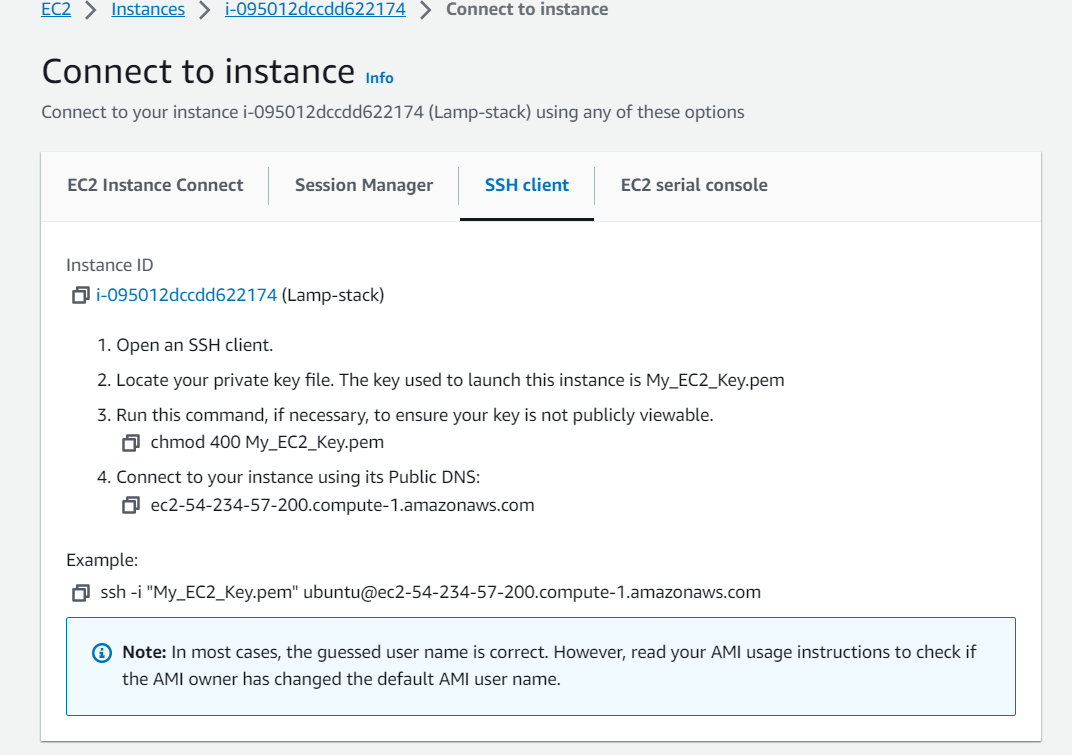 EC2 > Instances > i-095012dccdd622174 > Connect to instance
Connect to instance Info
Connect to your instance i-095012dccdd622174 (Lamp-stack) using any of these options
EC2 Instance Connect Session Manager SSH client EC2 serial console
Instance ID
i-095012dccdd622174 (Lamp-stack)
1. Open an SSH client.
2. Locate your private key file. The key used to launch this instance is My_EC2_Key.pem
3. Run this command, if necessary, to ensure your key is not publicly viewable.
chmod 400 My_EC2_Key.pem
4. Connect to your instance using its Public DNS:
ec2-54-234-57-200.compute-1.amazonaws.com
Example:
ssh -i "My_EC2_Key.pem" ubuntu@ec2-54-234-57-200.compute-1.amazonaws.com
Note: In most cases, the guessed user name is correct. However, read your AMI usage instructions to check if
the AMI owner has changed the default AMI user name.